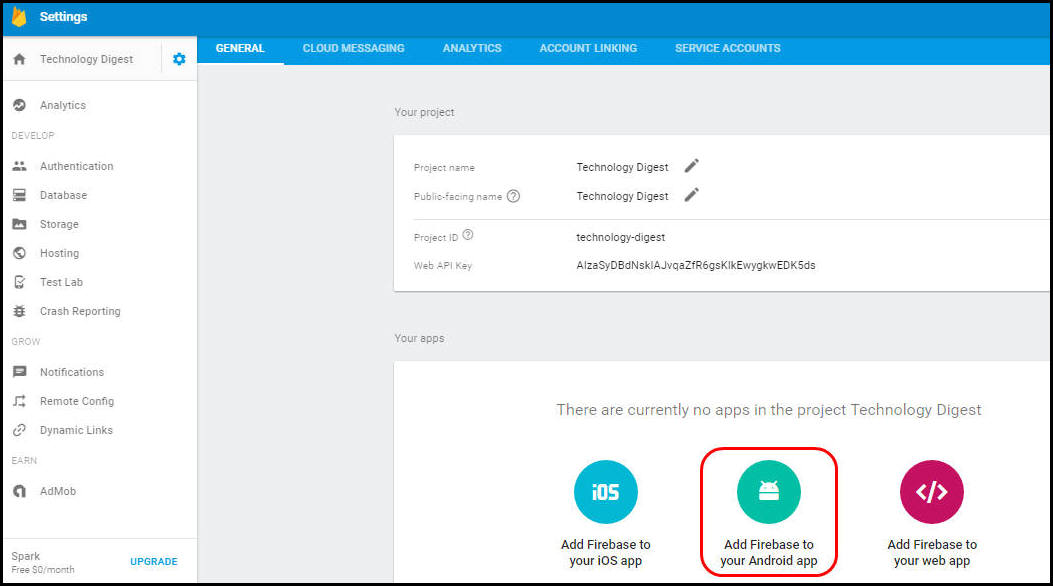 Settings
Technology Digest
GENERAL CLOUD MESSAGING ANALYTICS ACCOUNT LINKING SERVICE ACCOUNTS
Analytics
DEVELOP
Authentication
Database
Storage
Hosting
Test Lab
Crash Reporting
GROW
Notifications
Remote Config
Dynamic Links
EARN
AdMob
Spark
Free $0/month
UPGRADE
Your project
Project name Technology Digest
Public-facing name ? Technology Digest
Project ID ? technology-digest
Web API Key AIzaSyDBdNskIAJvqaZfR6gsKlkEwygkwEDK5ds
Your apps
There are currently no apps in the project Technology Digest
iOS
Add Firebase to
your iOS app
Add Firebase to
your Android app
</>
Add Firebase to
your web app